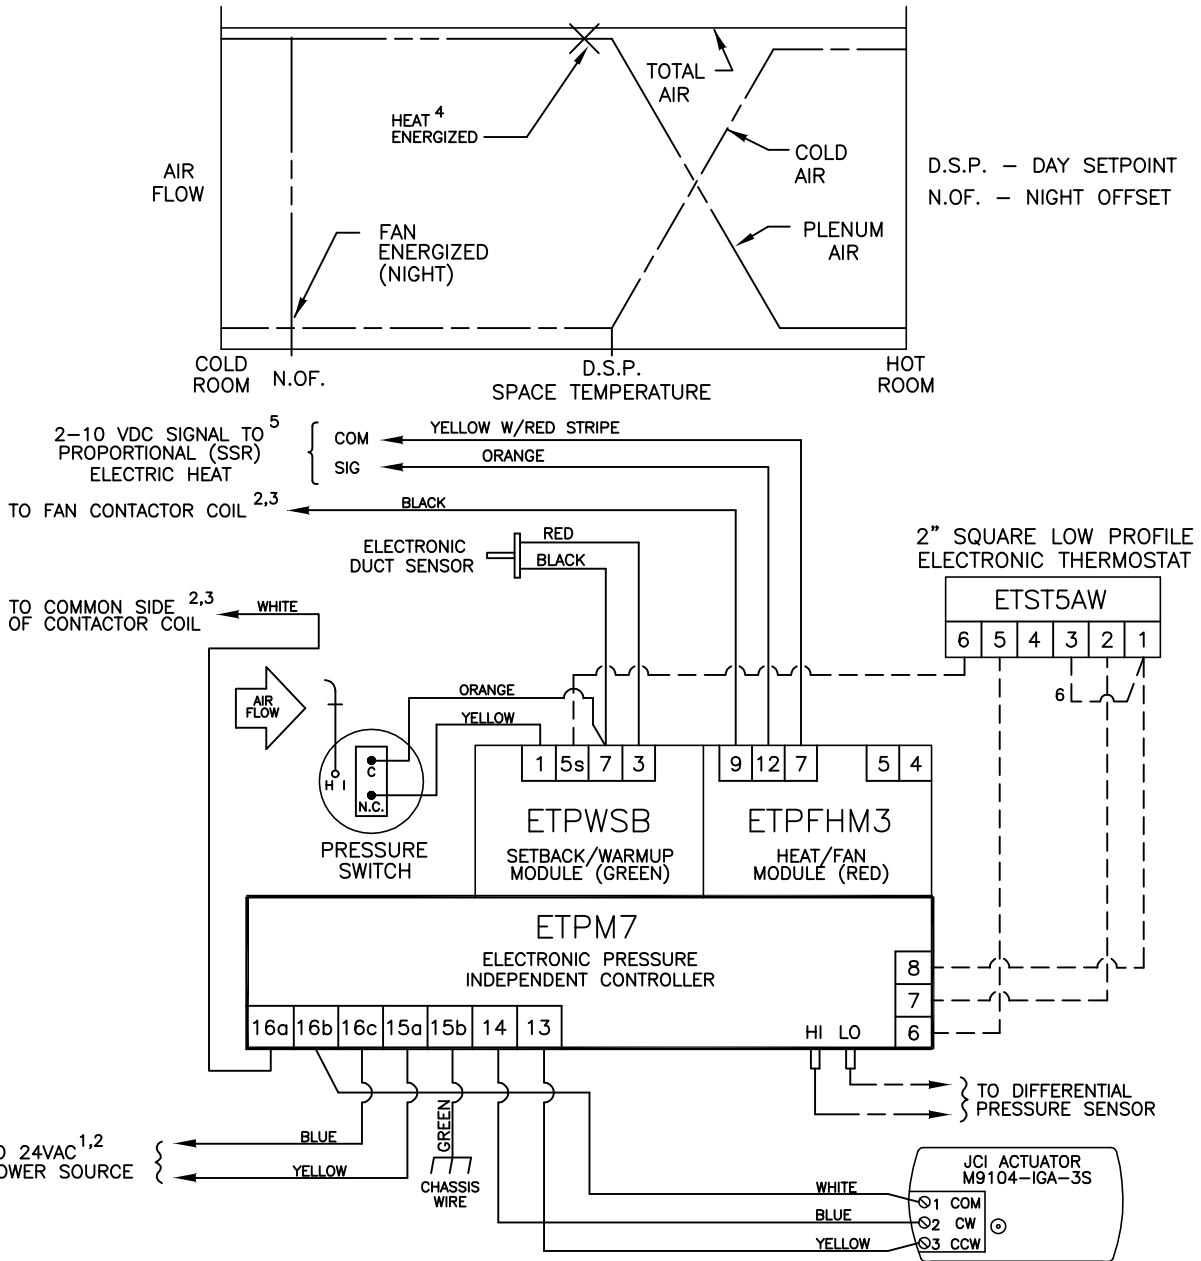 TOTAL
AIR
HEAT 4
ENERGIZED
COLD
AIR
AIR
FLOW
D.S.P. – DAY SETPOINT
N.OF. – NIGHT OFFSET
FAN
ENERGIZED
(NIGHT)
PLENUM
AIR
COLD
ROOM
N.OF.
D.S.P.
HOT
ROOM
SPACE TEMPERATURE
2–10 VDC SIGNAL TO 5
PROPORTIONAL (SSR)
ELECTRIC HEAT
COM
SIG
YELLOW W/RED STRIPE
ORANGE
TO FAN CONTACTOR COIL 2,3
BLACK
ELECTRONIC
DUCT SENSOR
RED
BLACK
2” SQUARE LOW PROFILE
ELECTRONIC THERMOSTAT
ETST5AW
6 5 4 3 2 1
6
TO COMMON SIDE 2,3
OF CONTACTOR COIL
WHITE
AIR
FLOW
ORANGE
YELLOW
H I
C
N.C.
PRESSURE
SWITCH
1 5s 7 3
9 12 7 5 4
ETPWSB
SETBACK/WARMUP
MODULE (GREEN)
ETPFHM3
HEAT/FAN
MODULE (RED)
ETPM7
ELECTRONIC PRESSURE
INDEPENDENT CONTROLLER
8
7
6
16a 16b 16c 15a 15b 14 13
HI LO
TO DIFFERENTIAL
PRESSURE SENSOR
O 24VAC 1,2
OWER SOURCE
BLUE
YELLOW
GREEN
CHASSIS
WIRE
WHITE
BLUE
YELLOW
JCI ACTUATOR
M9104–IGA–3S
1 COM
2 CW
3 CCW